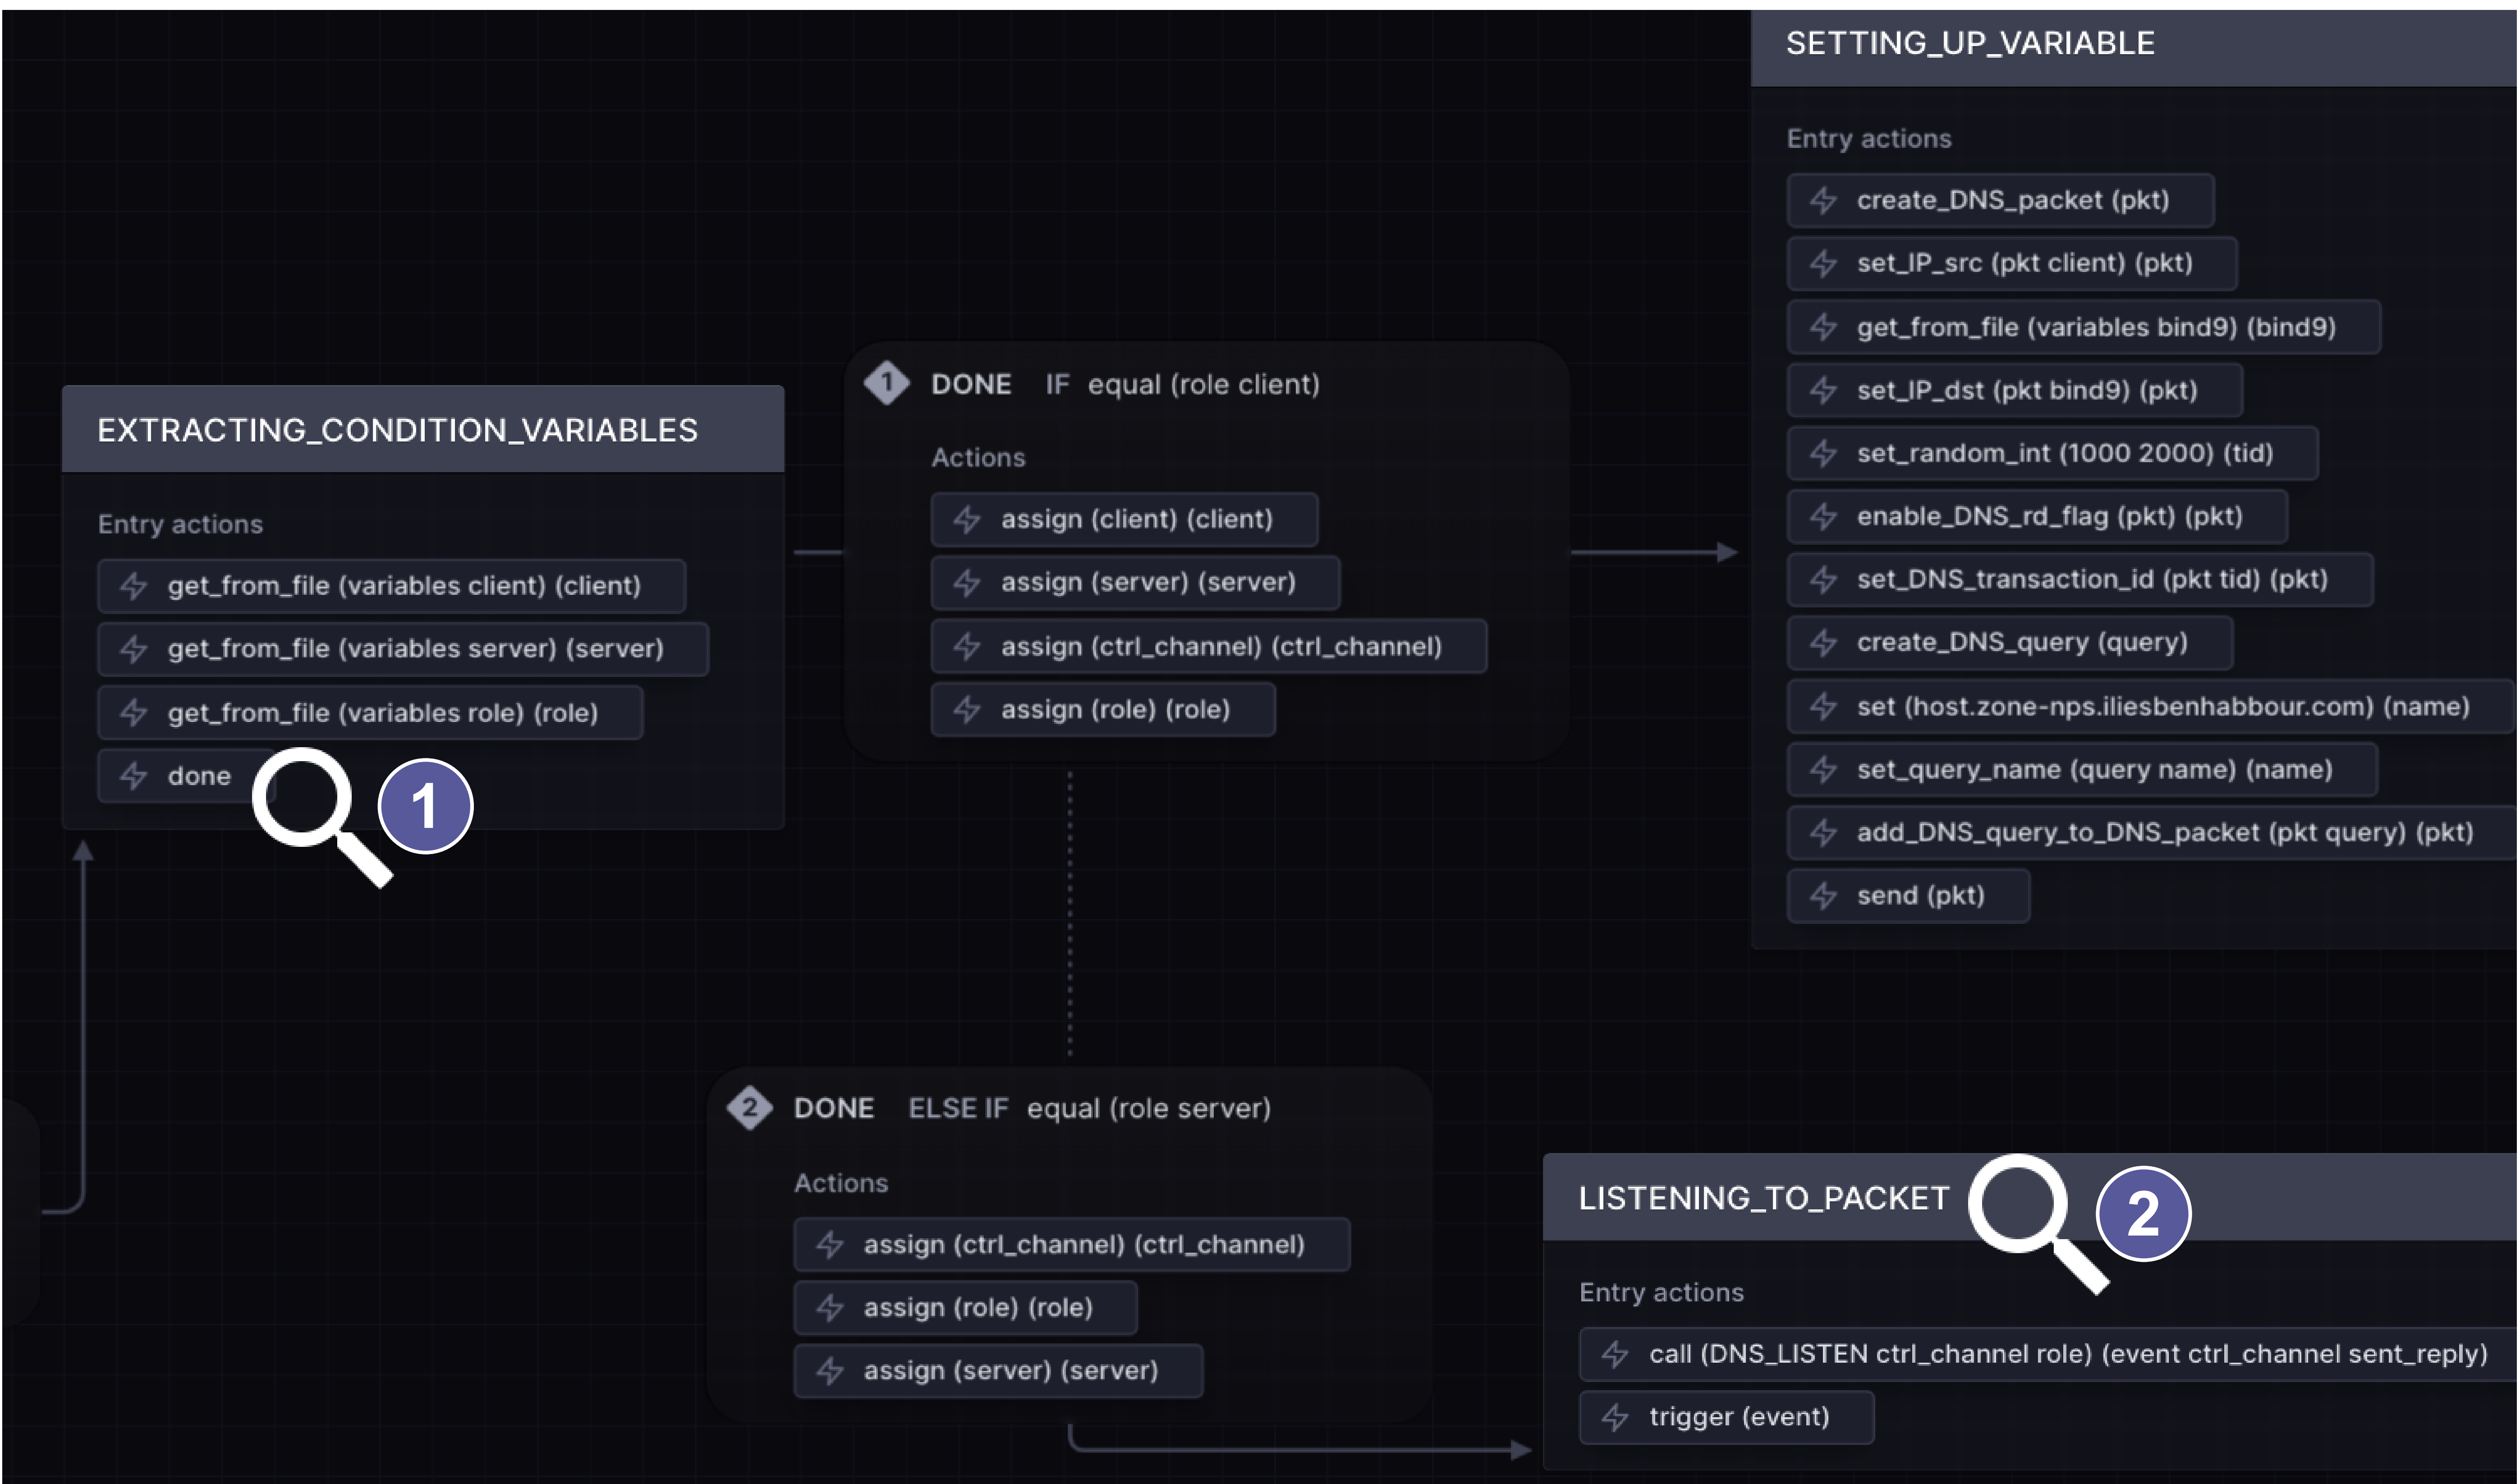 EXTRACTING_CONDITION_VARIABLES
Entry actions
get_from_file (variables client) (client)
get_from_file (variables server) (server)
get_from_file (variables role) (role)
done
1
1 DONE IF equal (role client)
Actions
assign (client) (client)
assign (server) (server)
assign (ctrl_channel) (ctrl_channel)
assign (role) (role)
SETTING_UP_VARIABLE
Entry actions
create_DNS_packet (pkt)
set_IP_src (pkt client) (pkt)
get_from_file (variables bind9) (bind9)
set_IP_dst (pkt bind9) (pkt)
set_random_int (1000 2000) (tid)
enable_DNS_rd_flag (pkt) (pkt)
set_DNS_transaction_id (pkt tid) (pkt)
create_DNS_query (query)
set (host.zone-nps.iliesbenhabbour.com) (name)
set_query_name (query name) (name)
add_DNS_query_to_DNS_packet (pkt query) (pkt)
send (pkt)
2 DONE ELSE IF equal (role server)
Actions
assign (ctrl_channel) (ctrl_channel)
assign (role) (role)
assign (server) (server)
LISTENING_TO_PACKET
2
Entry actions
call (DNS_LISTEN ctrl_channel role) (event ctrl_channel sent_reply)
trigger (event)